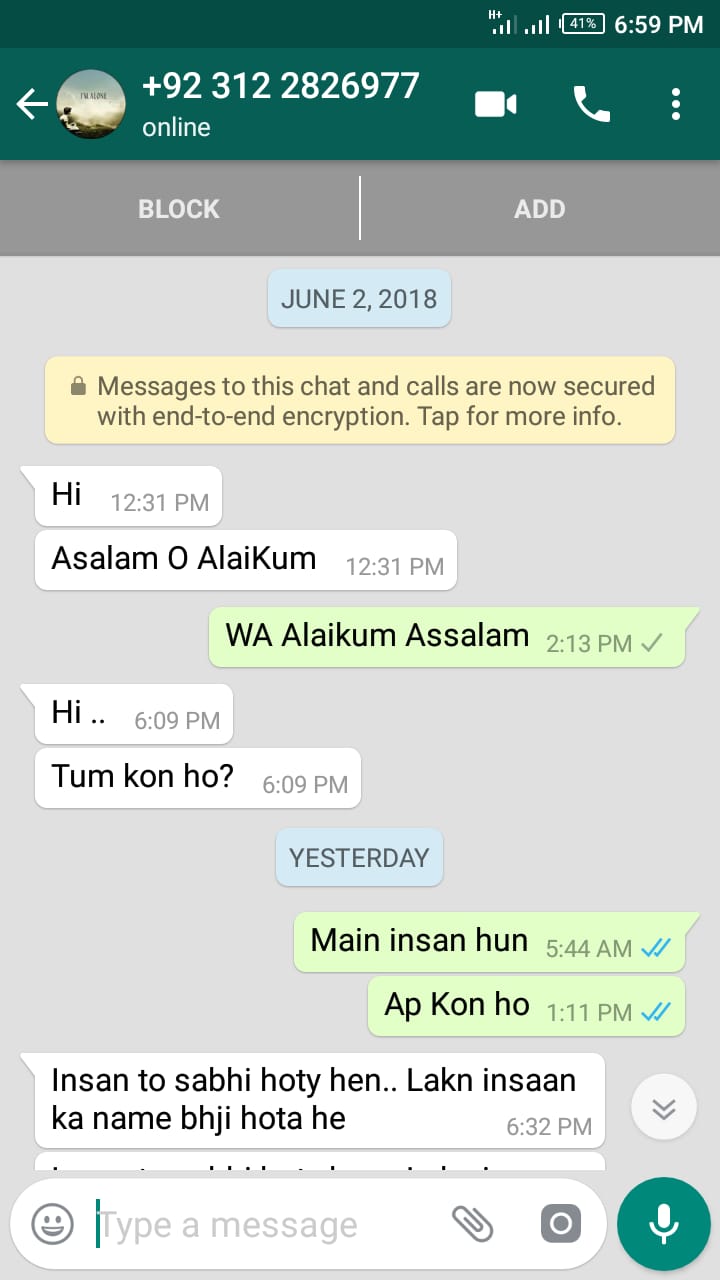 H+ 41% 6:59 PM
I'M ALONE
+92 312 2826977
online
BLOCK ADD
JUNE 2, 2018
Messages to this chat and calls are now secured
with end-to-end encryption. Tap for more info.
Hi 12:31 PM
Asalam O AlaiKum 12:31 PM
WA Alaikum Assalam 2:13 PM
Hi .. 6:09 PM
Tum kon ho? 6:09 PM
YESTERDAY
Main insan hun 5:44 AM
Ap Kon ho 1:11 PM
Insan to sabhi hoty hen.. Lakn insaan
ka name bhji hota he 6:32 PM
Type a message